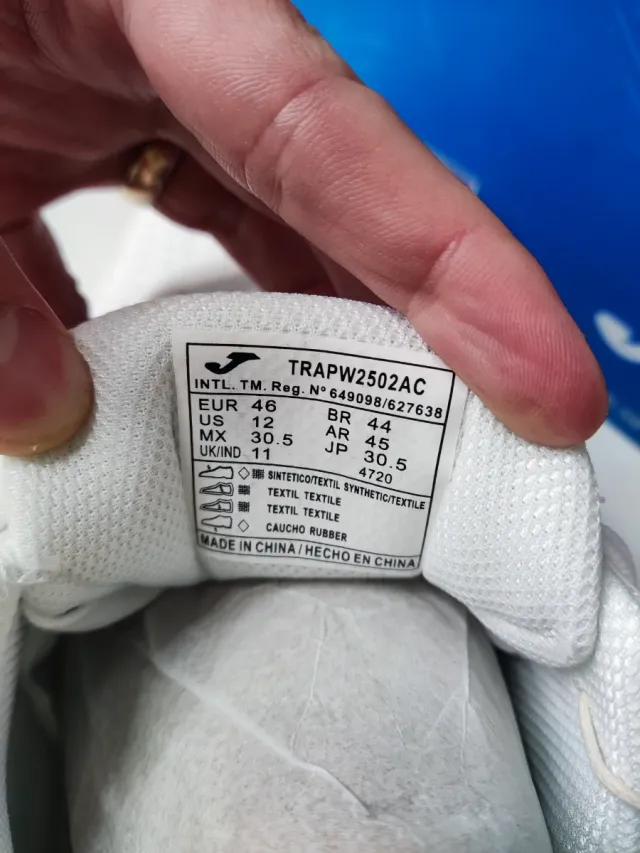 TRAPW2502AC
INTL. TM. Reg. Nº 649098/627638
EUR 46 BR 44
US 12 AR 45
MX 30.5 JP 30.5
UK/IND 11 4720
SINTETICO/TEXTIL SYNTHETIC/TEXTILE
TEXTIL TEXTILE
TEXTIL TEXTILE
CAUCHO RUBBER
MADE IN CHINA / HECHO EN CHINA